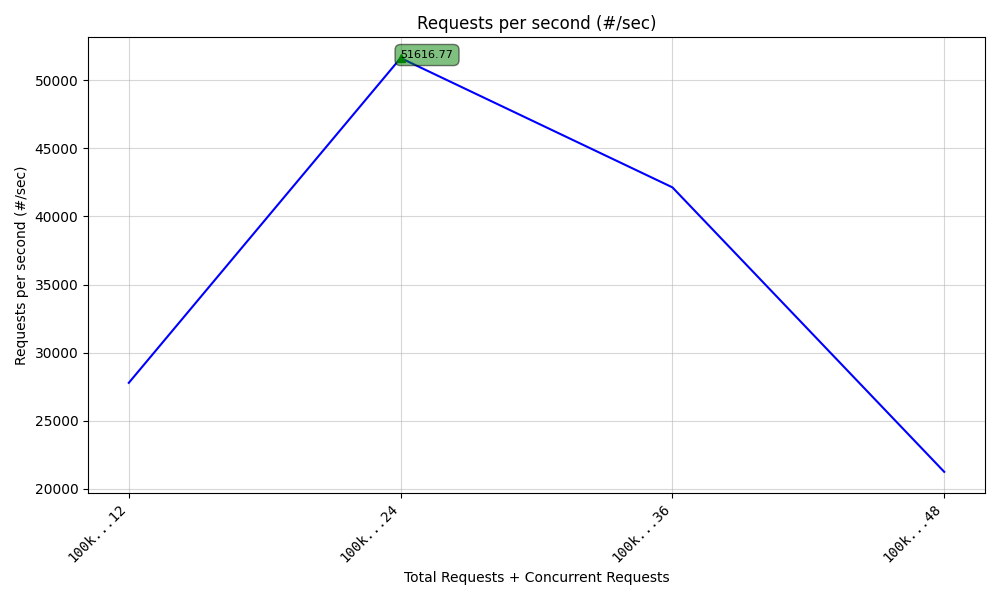 Requests per second (#/sec)
51616.77
50000
45000
40000
35000
30000
25000
20000
Requests per second (#/sec)
100k...12
100k...24
100k...36
100k...48
Total Requests + Concurrent Requests